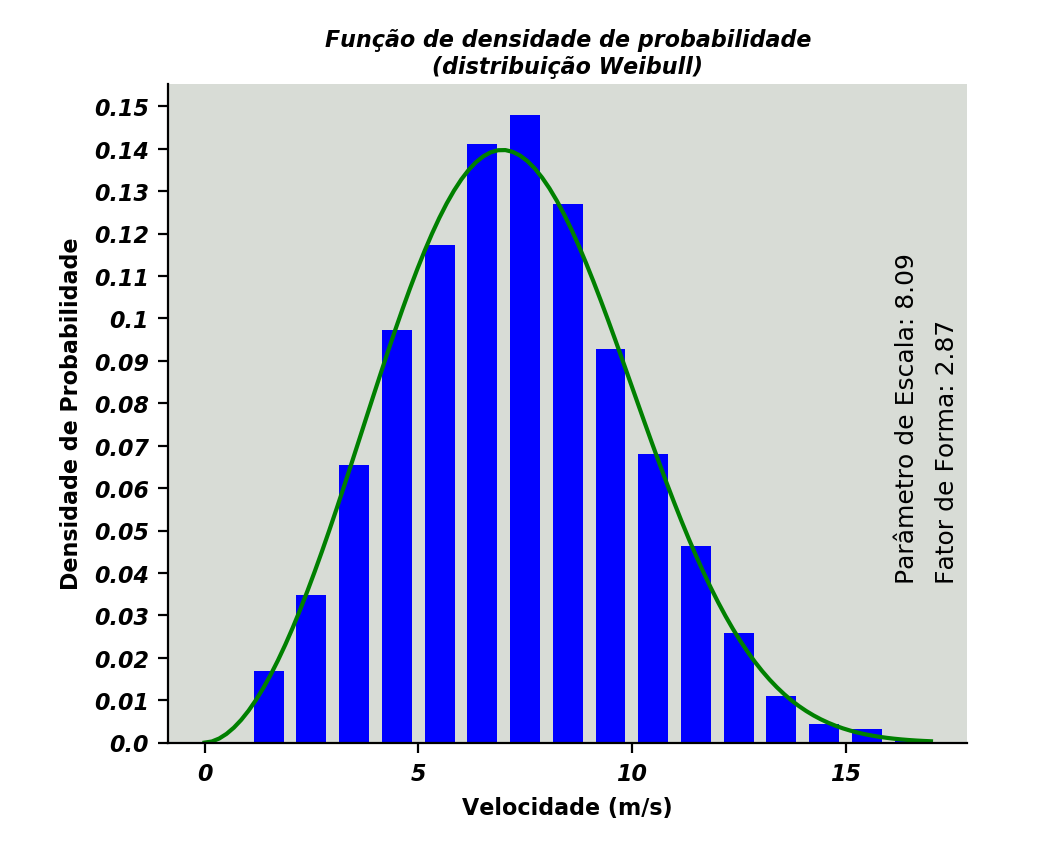 Função de densidade de probabilidade
(distribuição Weibull)
Densidade de Probabilidade
0.15
0.14
0.13
0.12
0.11
0.1
0.09
0.08
0.07
0.06
0.05
0.04
0.03
0.02
0.01
0.0
Parâmetro de Escala: 8.09
Fator de Forma: 2.87
0 5 10 15
Velocidade (m/s)